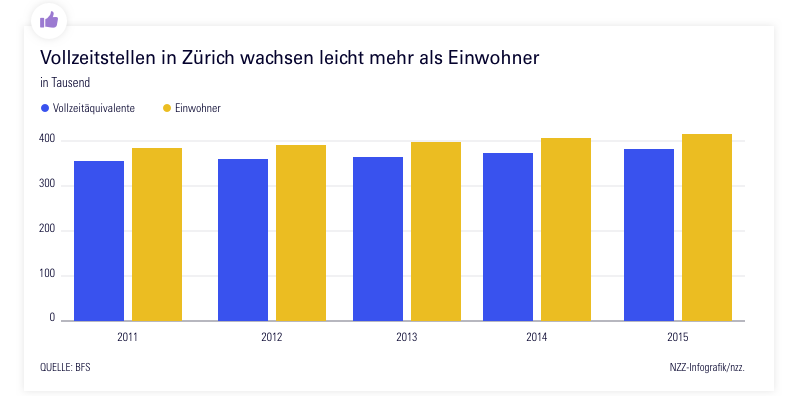 Vollzeitstellen in Zürich wachsen leicht mehr als Einwohner
in Tausend
Vollzeitäquivalente Einwohner
400
300
200
100
0
2011 2012 2013 2014 2015
QUELLE: BFS NZZ-Infografik/nzz.